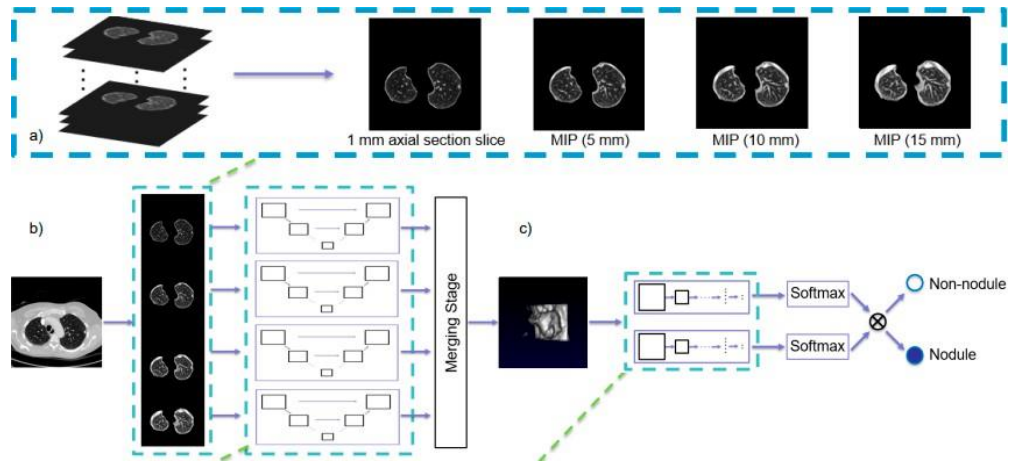 a)
1 mm axial section slice
MIP (5 mm)
MIP (10 mm)
MIP (15 mm)
b)
Merging Stage
c)
Softmax
Non-nodule
Softmax
Nodule